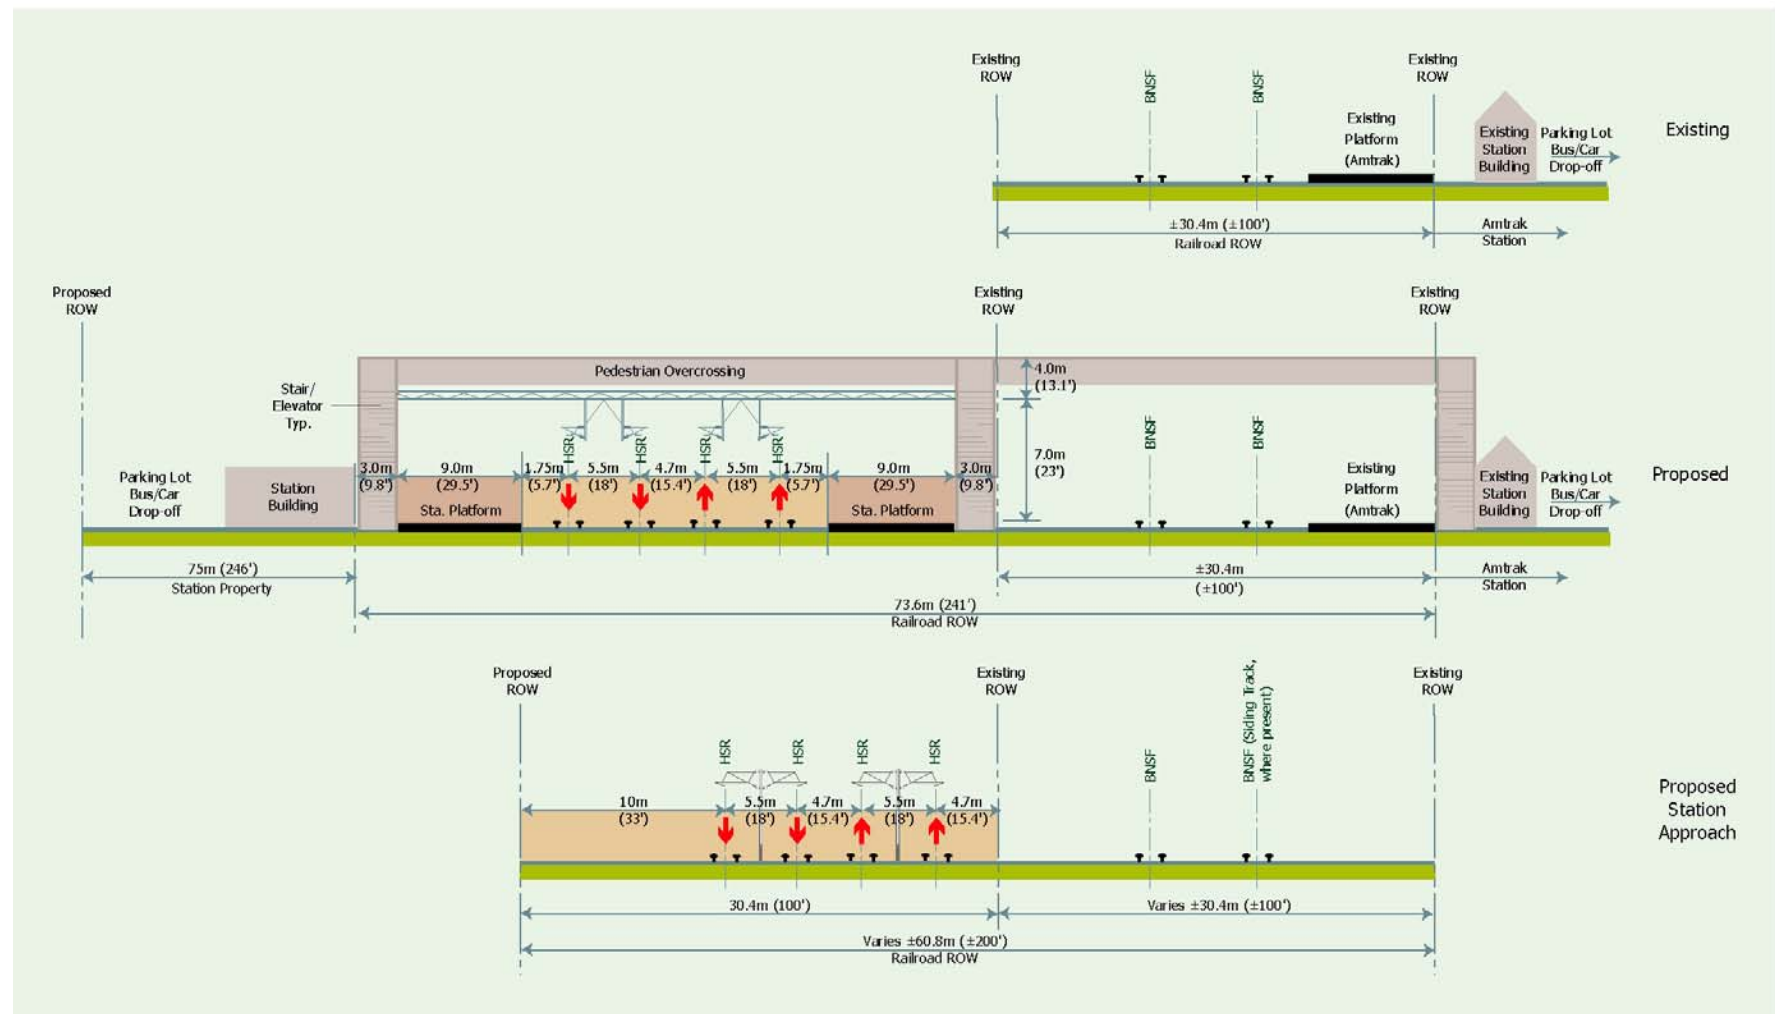 Existing
ROW
Existing
ROW
BNSF
BNSF
Existing
Platform
(Amtrak)
Existing
Station
Building
Parking Lot
Bus/Car
Drop-off
Existing
±30.4m (±100')
Railroad ROW
Amtrak
Station
Proposed
ROW
Existing
ROW
Existing
ROW
Pedestrian Overcrossing
4.0m
(13.1')
Stair/
Elevator
Typ.
HSR
HSR
HSR
HSR
BNSF
BNSF
7.0m
(23')
3.0m
(9.8')
9.0m
(29.5')
1.75m
(5.7')
5.5m
(18')
4.7m
(15.4')
5.5m
(18')
1.75m
(5.7')
9.0m
(29.5')
3.0m
(9.8')
Parking Lot
Bus/Car
Drop-off
Station
Building
Sta. Platform
Sta. Platform
Existing
Platform
(Amtrak)
Existing
Station
Building
Parking Lot
Bus/Car
Drop-off
Proposed
75m (246')
Station Property
±30.4m
(±100')
Amtrak
Station
73.6m (241')
Railroad ROW
Proposed
ROW
Existing
ROW
Existing
ROW
HSR
HSR
HSR
HSR
BNSF
BNSF (Siding Track,
where present)
10m
(33')
5.5m
(18')
4.7m
(15.4')
5.5m
(18')
4.7m
(15.4')
Proposed
Station
Approach
30.4m (100')
Varies ±30.4m (±100')
Varies ±60.8m (±200')
Railroad ROW